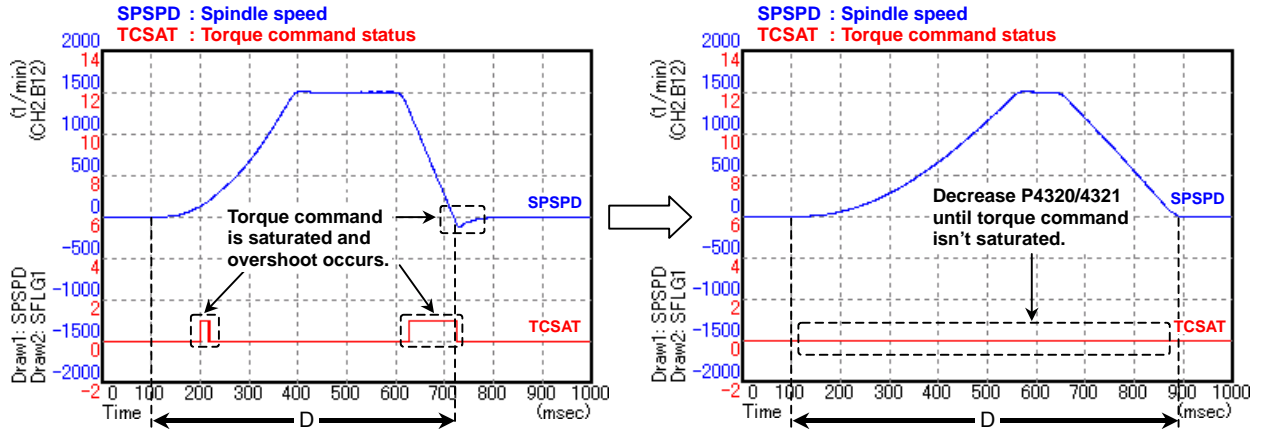 SPSPD : Spindle speed
TCSAT : Torque command status
2000
14
1500
12
1000
10
500
8
0
6
-500
4
-1000
2
-1500
0
-2000
-2
(1/min)
(CH2.B12)
Draw1: SPSPD
Draw2: SFLG1
SPSPD
Torque command
is saturated and
overshoot occurs.
TCSAT
0 100 200 300 400 500 600 700 800 900 1000
Time
(msec)
D
SPSPD : Spindle speed
TCSAT : Torque command status
2000
14
1500
12
1000
10
500
8
0
6
-500
4
-1000
2
-1500
0
-2000
-2
(1/min)
(CH2.B12)
Draw1: SPSPD
Draw2: SFLG1
Decrease P4320/4321
until torque command
isn't saturated.
SPSPD
TCSAT
0 100 200 300 400 500 600 700 800 900 1000
Time
(msec)
D